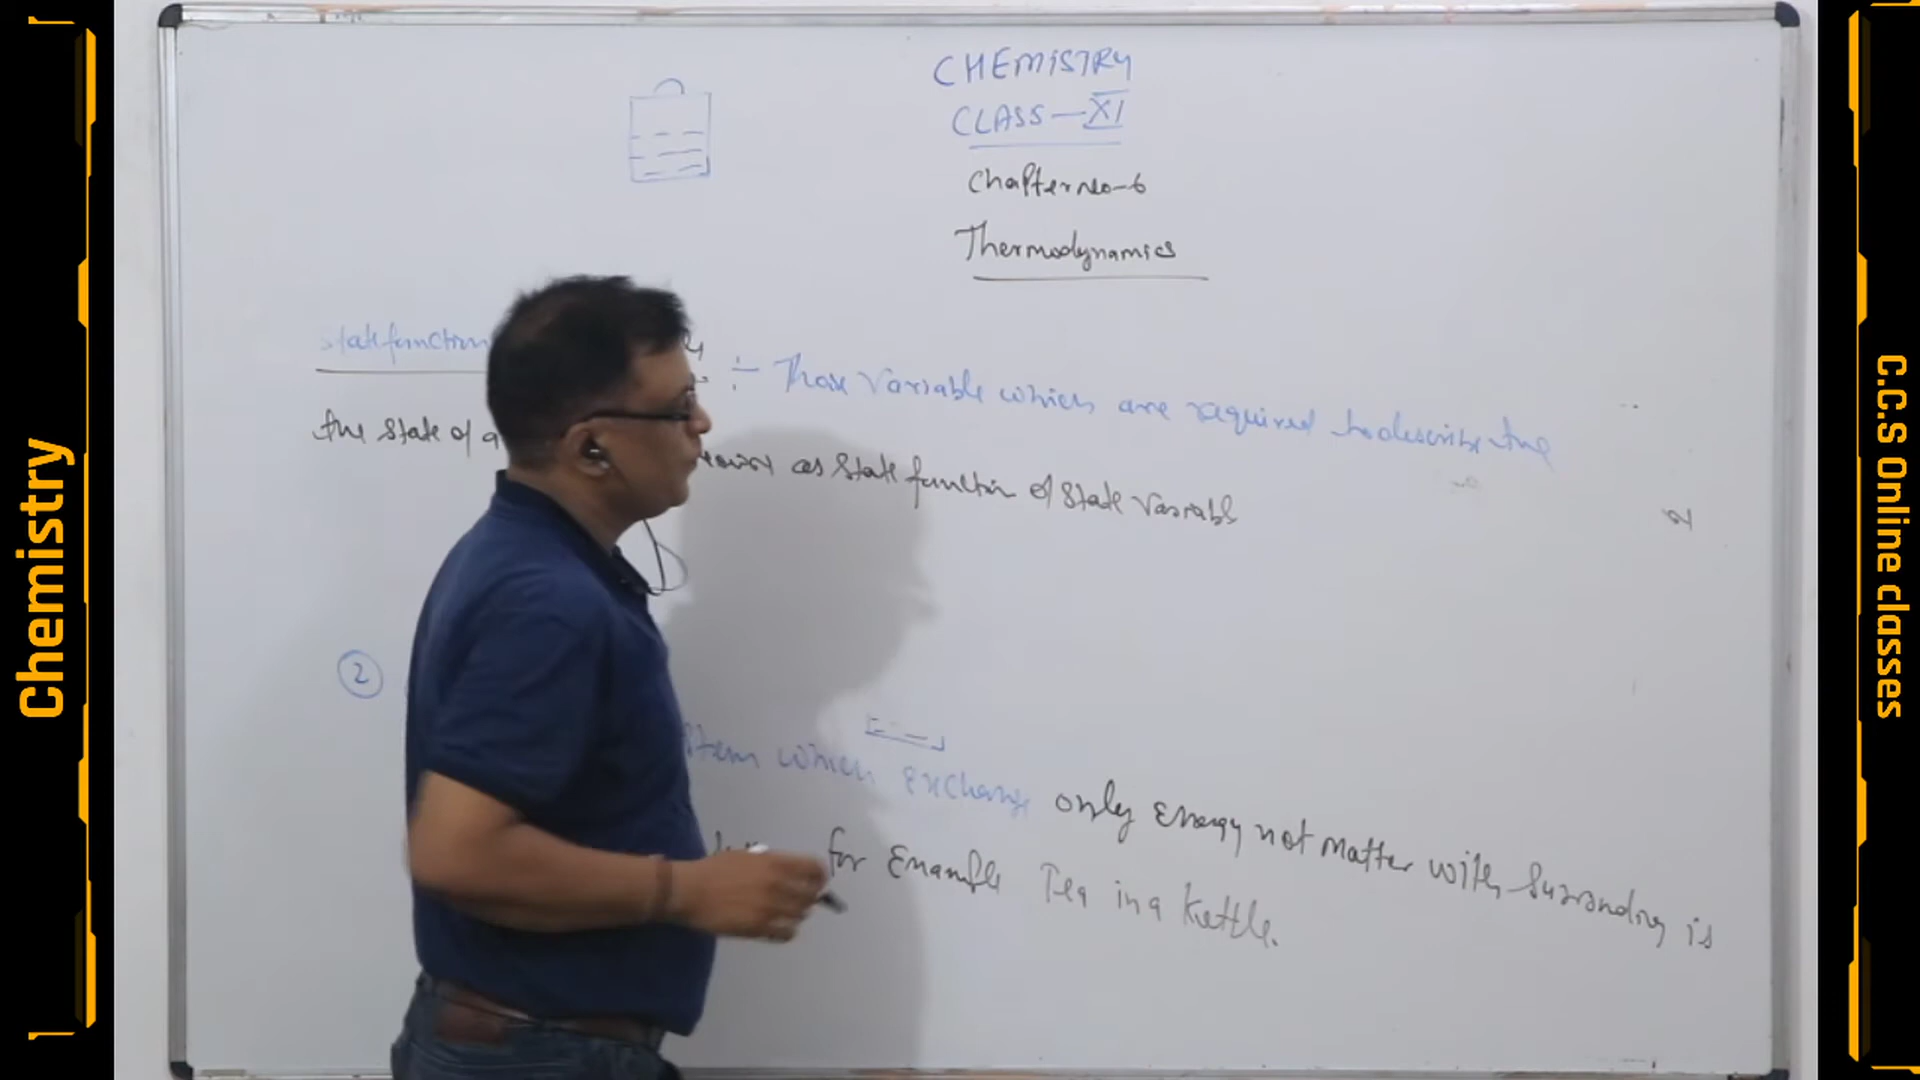 Chemistry
CHEMISTRY
CLASS-XI
Chapter no-6
Thermodynamics
State function
:- Those Variable which are required to describe the
the State of a
known as State function of State Variable
2
stem which Exchange only Energy not Matter with Surrounding is
for Example Tea in a Kettle.
C.C.S Online classes